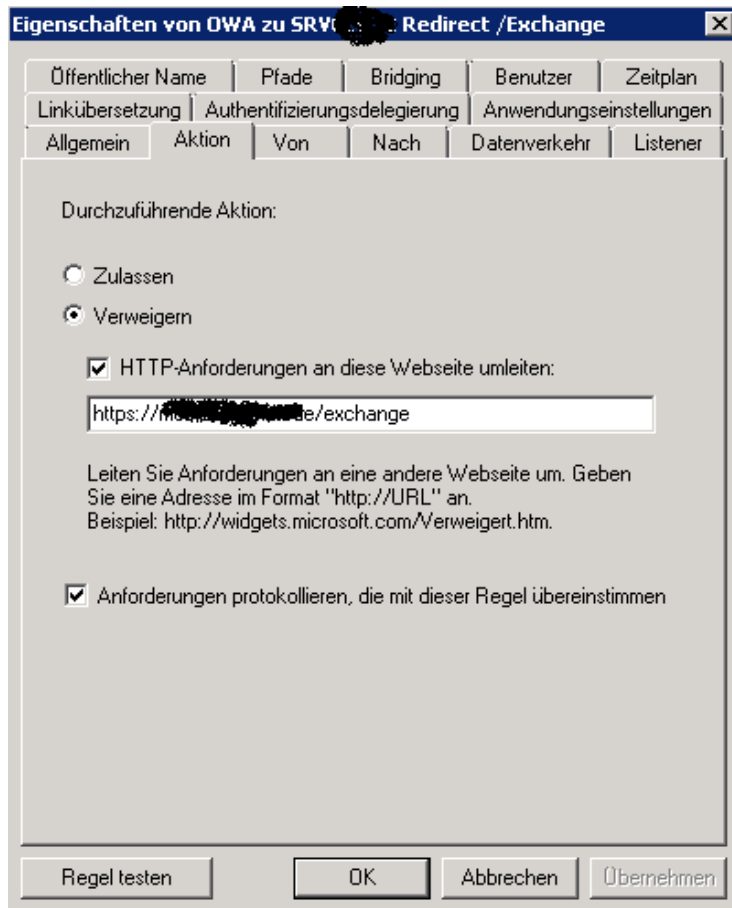 Eigenschaften von OWA zu SRV Redirect /Exchange
Öffentlicher Name Pfade Bridging Benutzer Zeitplan
Linkübersetzung Authentifizierungsdelegierung Anwendungseinstellungen
Allgemein Aktion Von Nach Datenverkehr Listener
Durchzuführende Aktion:
Zulassen
Verweigern
HTTP-Anforderungen an diese Webseite umleiten:
https:// e/exchange
Leiten Sie Anforderungen an eine andere Webseite um. Geben
Sie eine Adresse im Format "http://URL" an.
Beispiel: http://widgets.microsoft.com/Verweigert.htm.
Anforderungen protokollieren, die mit dieser Regel übereinstimmen
Regel testen OK Abbrechen Übernehmen